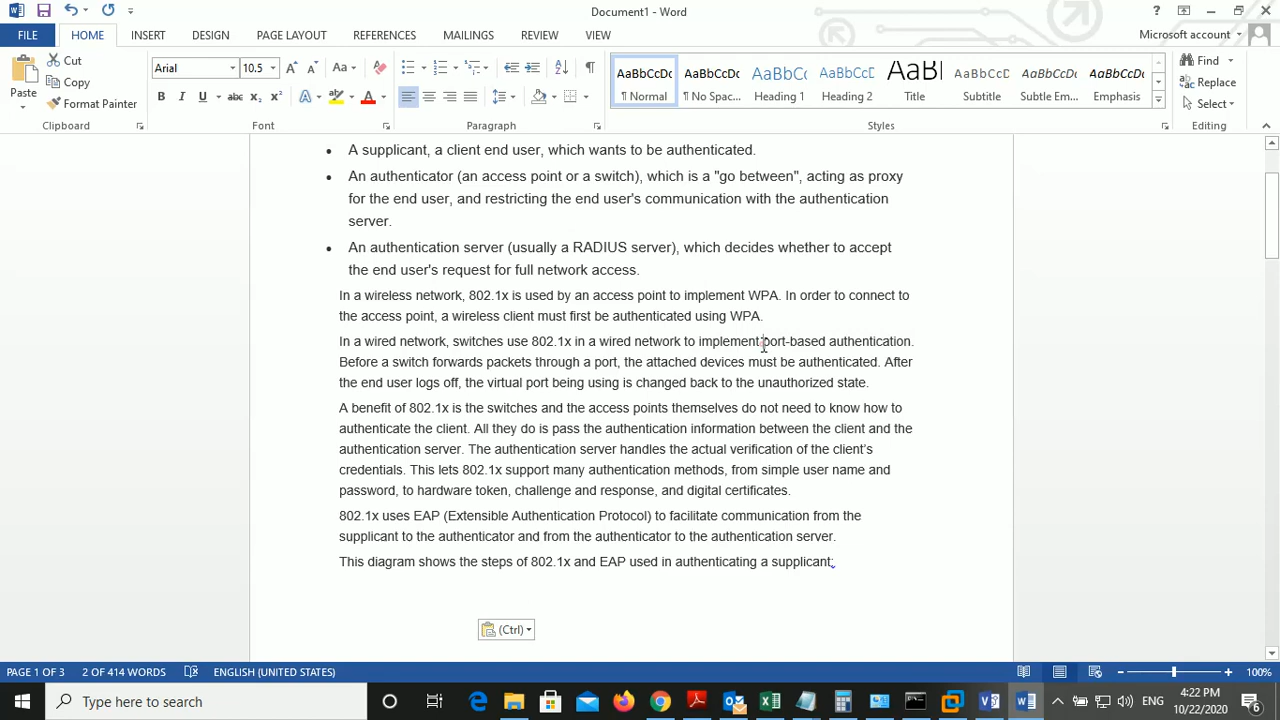 Document1 - Word
FILE HOME INSERT DESIGN PAGE LAYOUT REFERENCES MAILINGS REVIEW VIEW Microsoft account
Paste Cut Copy Format Painter
Clipboard
Arial 10.5
Font
Paragraph
AaBbCcDc AaBbCcDc AaBbCc AaBbCcD AaBl AaBbCcD AaBbCcDt AaBbCcDt
¶ Normal ¶ No Spac... Heading 1 Heading 2 Title Subtitle Subtle Em... Emphasis
Styles
Find
Replace
Select
Editing
• A supplicant, a client end user, which wants to be authenticated.
• An authenticator (an access point or a switch), which is a "go between", acting as proxy
for the end user, and restricting the end user's communication with the authentication
server.
• An authentication server (usually a RADIUS server), which decides whether to accept
the end user's request for full network access.
In a wireless network, 802.1x is used by an access point to implement WPA. In order to connect to
the access point, a wireless client must first be authenticated using WPA.
In a wired network, switches use 802.1x in a wired network to implement port-based authentication.
Before a switch forwards packets through a port, the attached devices must be authenticated. After
the end user logs off, the virtual port being using is changed back to the unauthorized state.
A benefit of 802.1x is the switches and the access points themselves do not need to know how to
authenticate the client. All they do is pass the authentication information between the client and the
authentication server. The authentication server handles the actual verification of the client’s
credentials. This lets 802.1x support many authentication methods, from simple user name and
password, to hardware token, challenge and response, and digital certificates.
802.1x uses EAP (Extensible Authentication Protocol) to facilitate communication from the
supplicant to the authenticator and from the authenticator to the authentication server.
This diagram shows the steps of 802.1x and EAP used in authenticating a supplicant:
(Ctrl)
PAGE 1 OF 3 2 OF 414 WORDS ENGLISH (UNITED STATES) 100%
Type here to search
ENG
4:22 PM
10/22/2020
6